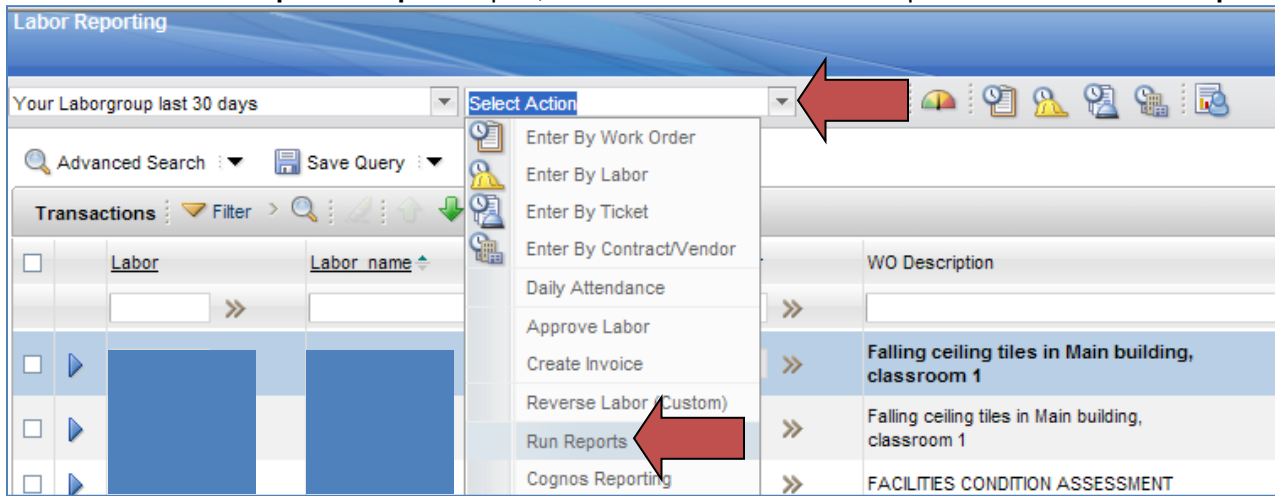 Labor Reporting
Your Laborgroup last 30 days
Select Action
Advanced Search
Save Query
Enter By Work Order
Enter By Labor
Enter By Ticket
Enter By Contract/Vendor
Daily Attendance
Approve Labor
Create Invoice
Reverse Labor (Custom)
Run Reports
Cognos Reporting
Transactions
Filter
Labor
Labor_name
WO Description
Falling ceiling tiles in Main building,
classroom 1
Falling ceiling tiles in Main building,
classroom 1
FACILITIES CONDITION ASSESSMENT